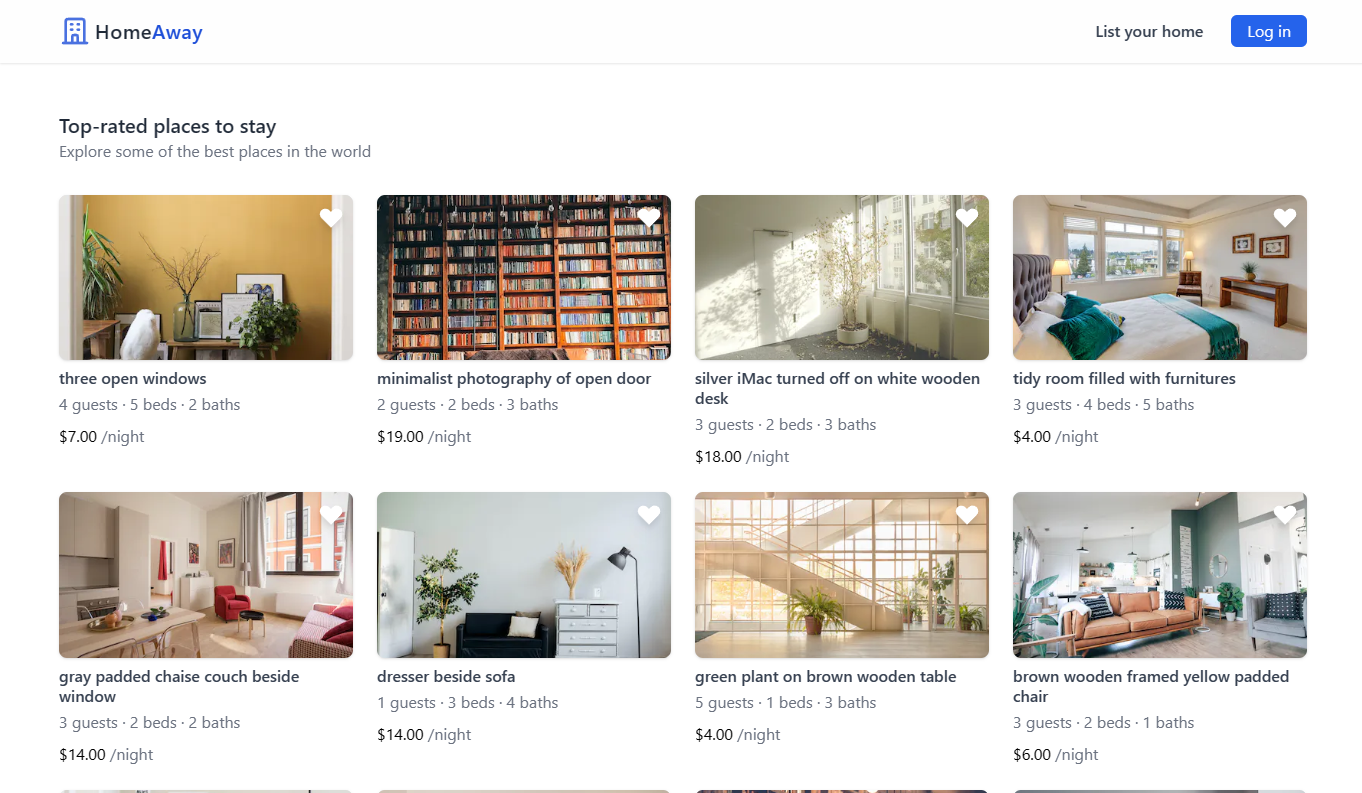 HomeAway
List your home
Log in
Top-rated places to stay
Explore some of the best places in the world
three open windows
4 guests · 5 beds · 2 baths
$7.00 /night
minimalist photography of open door
2 guests · 2 beds · 3 baths
$19.00 /night
silver iMac turned off on white wooden
desk
3 guests · 2 beds · 3 baths
$18.00 /night
tidy room filled with furnitures
3 guests · 4 beds · 5 baths
$4.00 /night
gray padded chaise couch beside
window
3 guests · 2 beds · 2 baths
$14.00 /night
dresser beside sofa
1 guests · 3 beds · 4 baths
$14.00 /night
green plant on brown wooden table
5 guests · 1 beds · 3 baths
$4.00 /night
brown wooden framed yellow padded
chair
3 guests · 2 beds · 1 baths
$6.00 /night